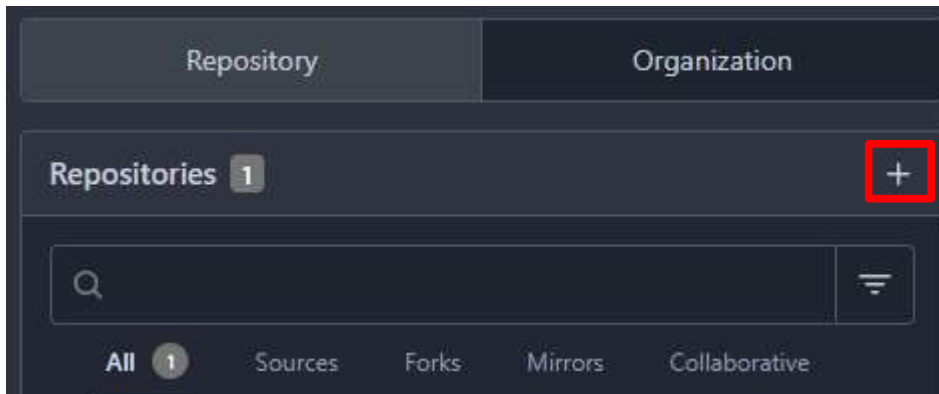 Repository Organization
Repositories 1
All 1 Sources Forks Mirrors Collaborative